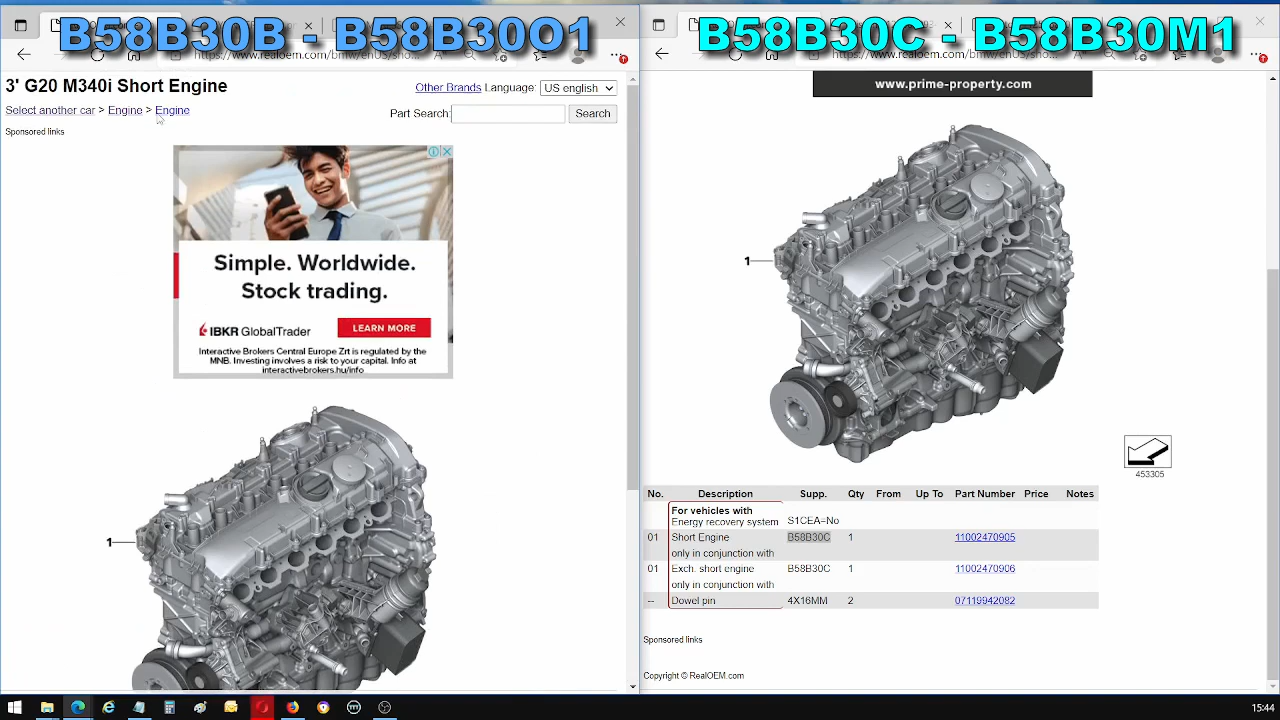 B58B30B - B58B30O1
B58B30C - B58B30M1
3' G20 M340i Short Engine
Other Brands Language: US english
Select another car > Engine > Engine
Part Search: Search
Sponsored links
Simple. Worldwide.
Stock trading.
IBKR GlobalTrader LEARN MORE
Interactive Brokers Central Europe Zrt is regulated by the
MNB. Investing involves a risk to your capital. Info at
interactivebrokers.hu/info
1
www.prime-property.com
1
453305
No. Description Supp. Qty From Up To Part Number Price Notes
For vehicles with
Energy recovery system S1CEA=No
01 Short Engine B58B30C 1 11002470905
only in conjunction with
01 Exch. short engine B58B30C 1 11002470906
only in conjunction with
-- Dowel pin 4X16MM 2 07119942082
Sponsored links
Copyright © RealOEM.com
15:44